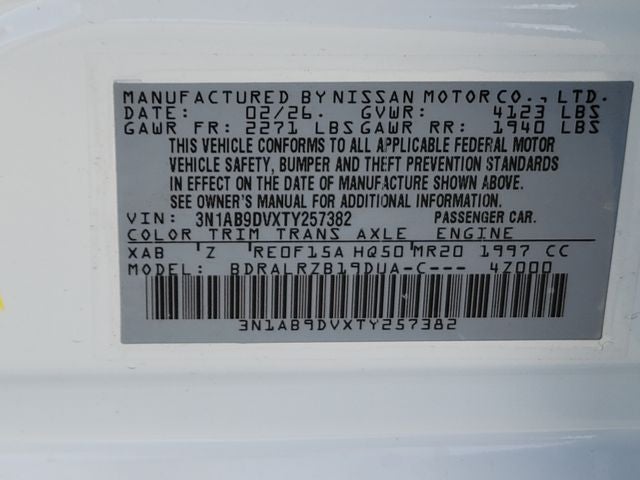 MANUFACTURED BY NISSAN MOTOR CO., LTD.
DATE: 02/26. GVWR: 4123 LBS
GAWR FR: 2271 LBS GAWR RR: 1940 LBS
THIS VEHICLE CONFORMS TO ALL APPLICABLE FEDERAL MOTOR
VEHICLE SAFETY, BUMPER AND THEFT PREVENTION STANDARDS
IN EFFECT ON THE DATE OF MANUFACTURE SHOWN ABOVE.
SEE OWNER'S MANUAL FOR ADDITIONAL INFORMATION.
VIN: 3N1AB9DVXTY257382 PASSENGER CAR.
COLOR TRIM TRANS AXLE ENGINE
XAB Z RE0F15A HQ50 MR20 1997 CC
MODEL: BDRALRZB19DUA-C--- 4Z000
3N1AB9DVXTY257382